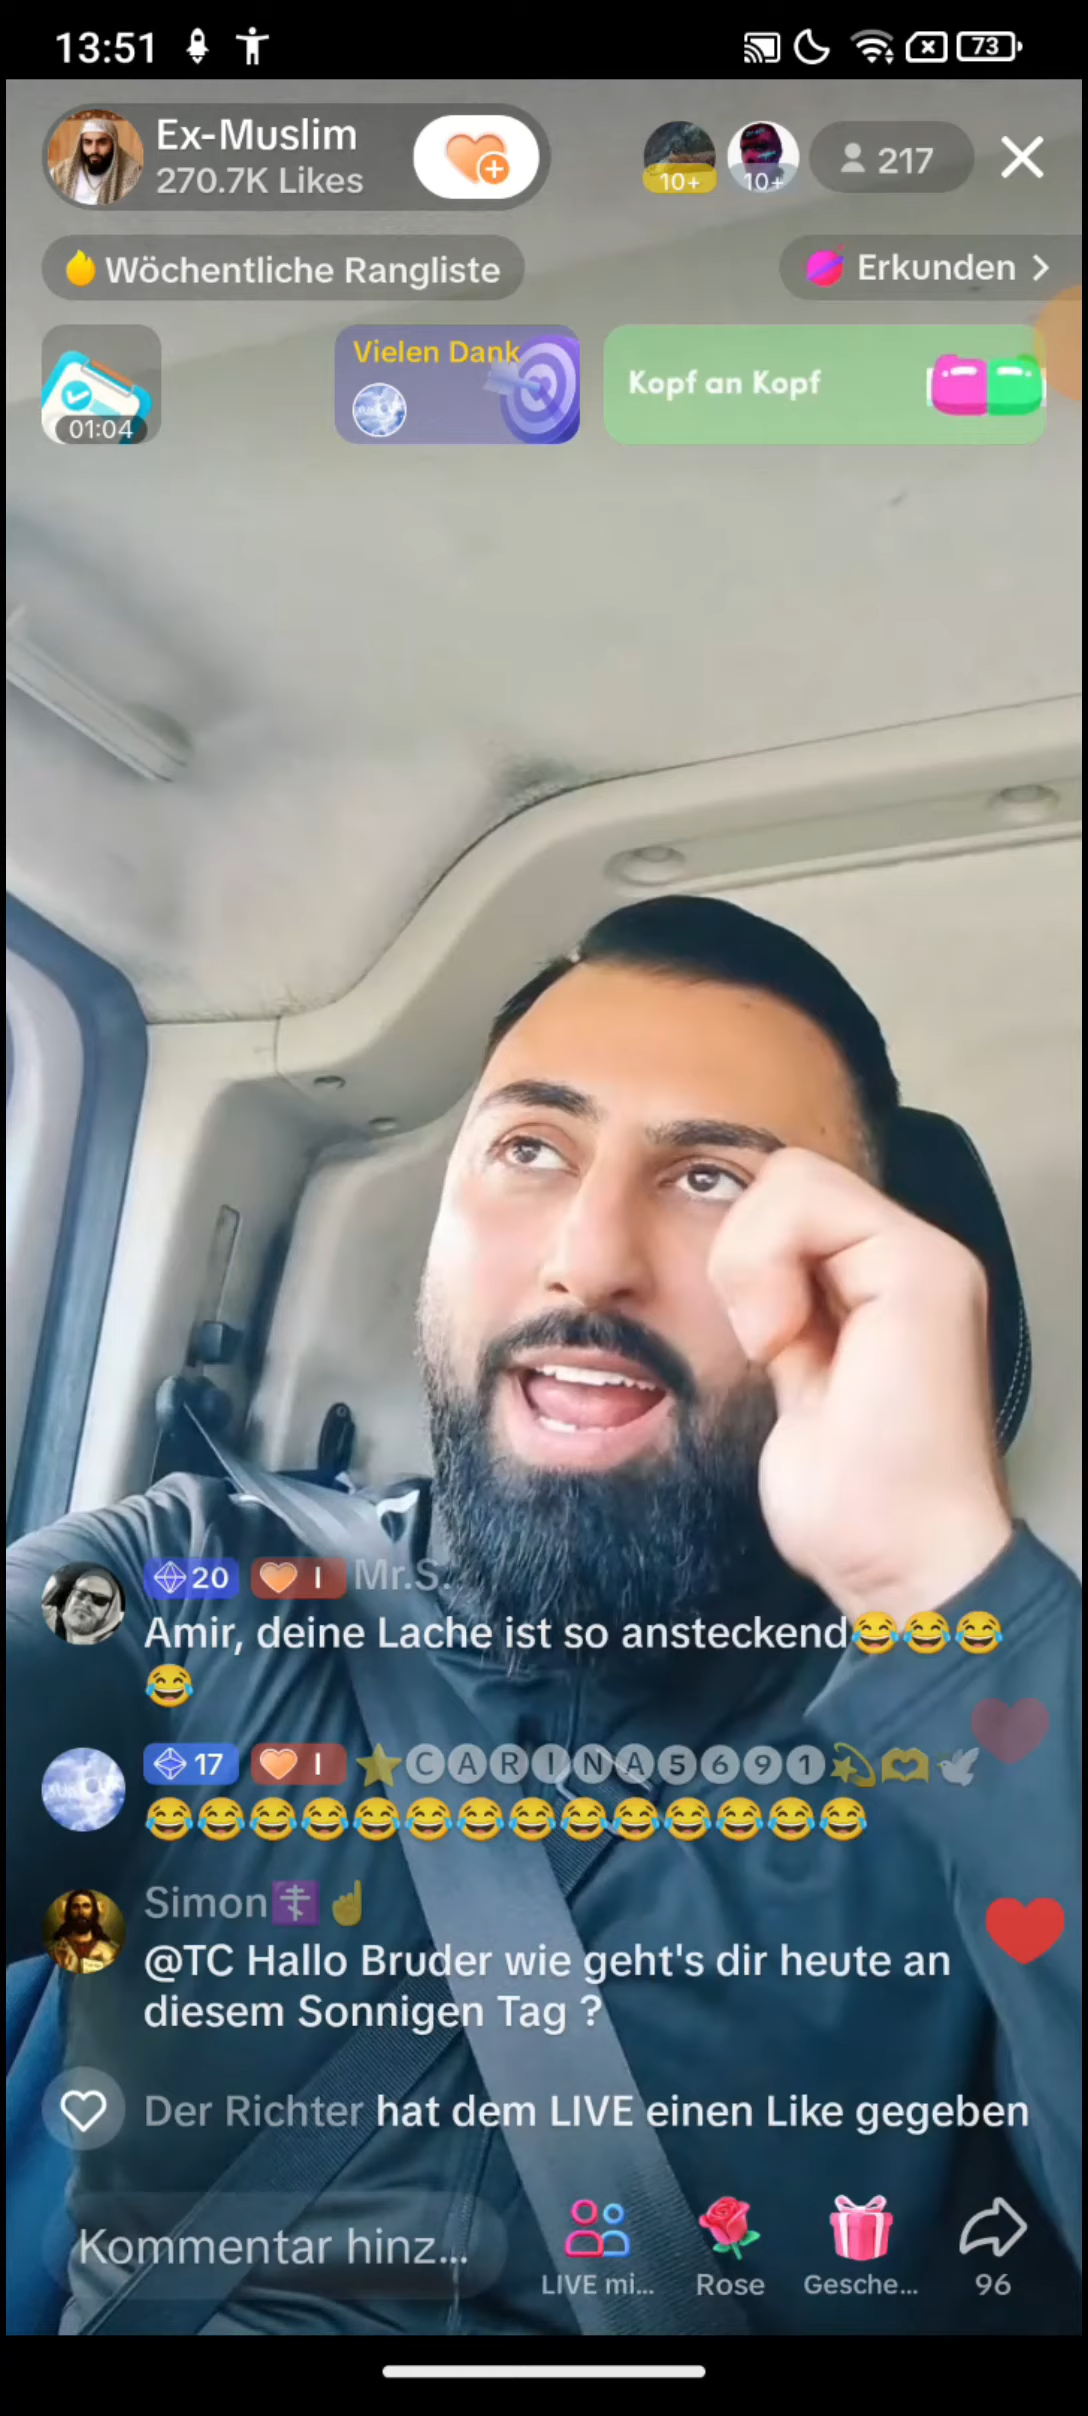 13:51
73
Ex-Muslim
270.7K Likes
10+
10+
217
Wöchentliche Rangliste
Erkunden >
01:04
Vielen Dank
Kopf an Kopf
20 I Mr.S.
Amir, deine Lache ist so ansteckend😂😂😂
😂
17 I ⭐ⒸⒶⓇⒾⓃⒶ⑤⑥⑨①💫🫶🕊️
😂😂😂😂😂😂😂😂😂😂😂😂😂😂
Simon☦️☝️
@TC Hallo Bruder wie geht's dir heute an
diesem Sonnigen Tag ?
Der Richter hat dem LIVE einen Like gegeben
Kommentar hinz...
LIVE mi...
Rose
Gesche...
96